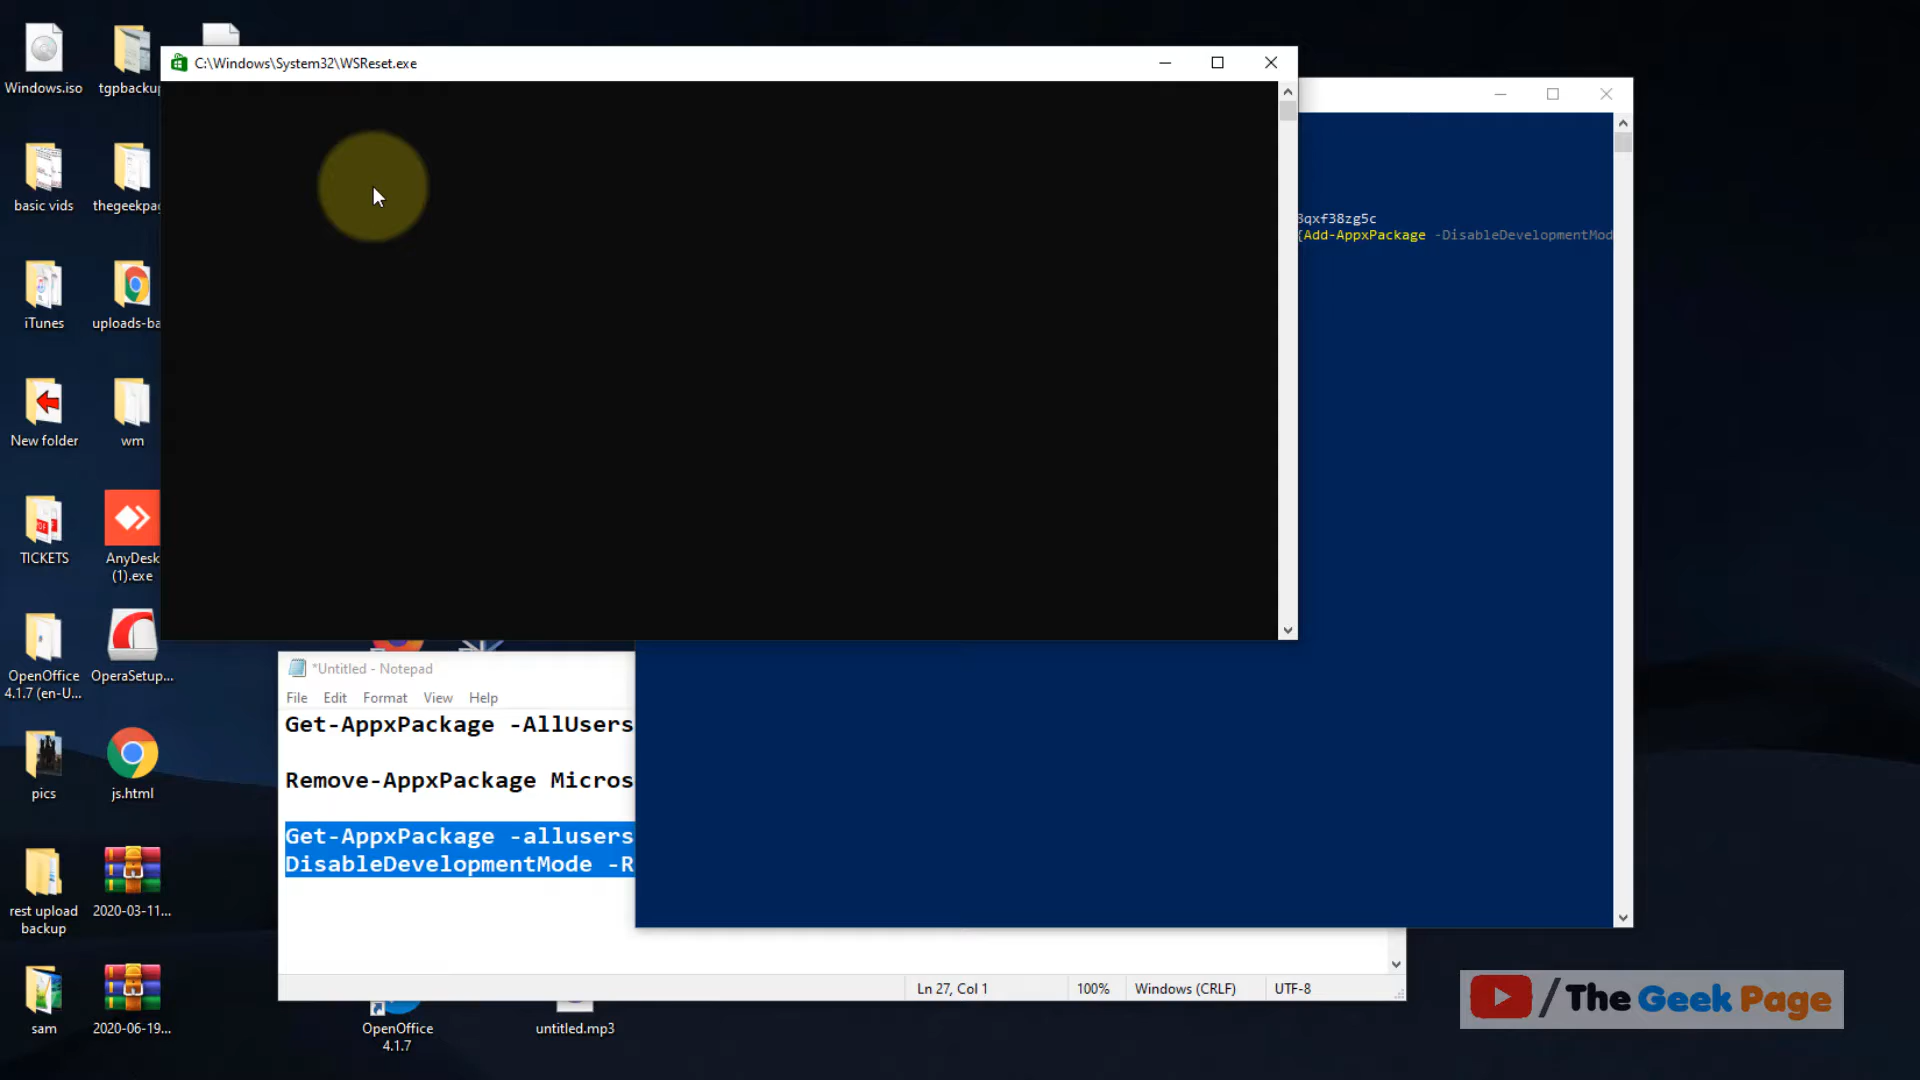 C:\Windows\System32\WSReset.exe
Windows.iso
tgpbackup
basic vids
thegeekpag
8qxf38zg5c
{Add-AppxPackage -DisableDevelopmentMod
iTunes
uploads-ba
New folder
wm
TICKETS
AnyDesk
(1).exe
OpenOffice
4.1.7 (en-U...
OperaSetup...
*Untitled - Notepad
File Edit Format View Help
Get-AppxPackage -AllUsers
Remove-AppxPackage Micros
Get-AppxPackage -allusers
DisableDevelopmentMode -R
pics
js.html
rest upload
backup
2020-03-11...
Ln 27, Col 1
100%
Windows (CRLF)
UTF-8
sam
2020-06-19...
OpenOffice
4.1.7
untitled.mp3
/The Geek Page